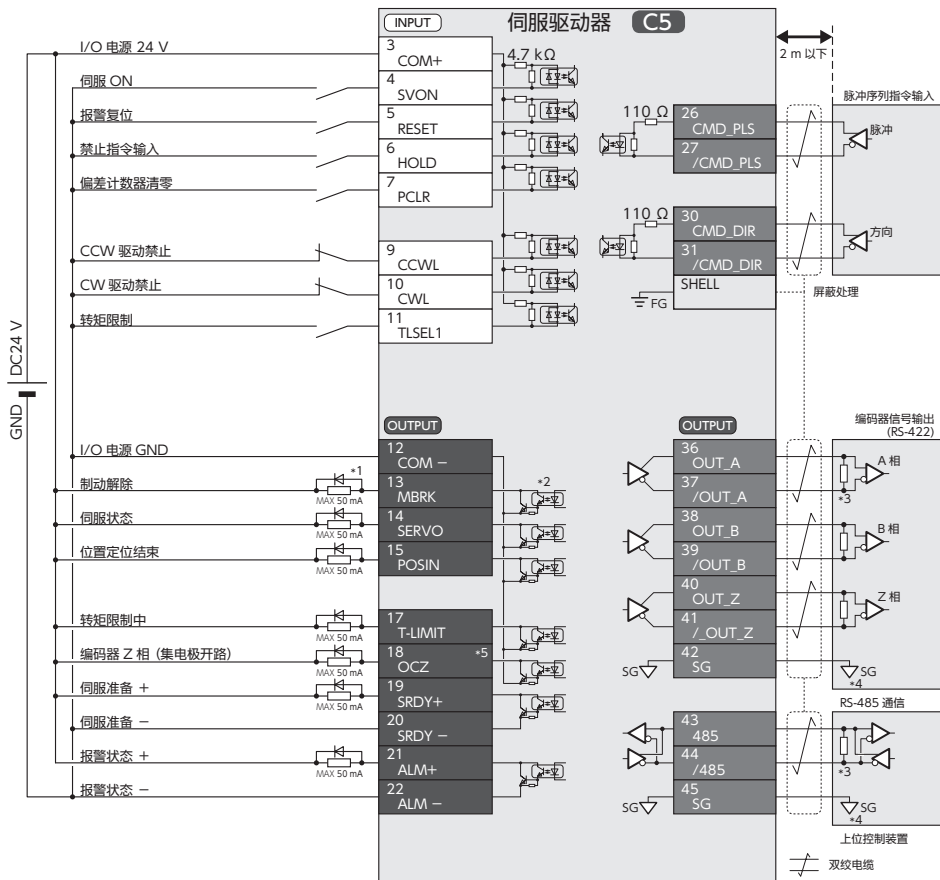 INPUT
伺服驱动器 C5
I/O 电源 24 V
3
COM+
4.7 kΩ
2 m 以下
伺服 ON
4
SVON
报警复位
5
RESET
禁止指令输入
6
HOLD
偏差计数器清零
7
PCLR
CCW 驱动禁止
9
CCWL
CW 驱动禁止
10
CWL
转矩限制
11
TLSEL1
脉冲序列指令输入
110 Ω
26
CMD_PLS
脉冲
27
/CMD_PLS
110 Ω
30
CMD_DIR
方向
31
/CMD_DIR
SHELL
FG
屏蔽处理
DC24 V
GND
OUTPUT
I/O 电源 GND
12
COM −
制动解除
*1
MAX 50 mA
13
MBRK
*2
伺服状态
MAX 50 mA
14
SERVO
位置定位结束
MAX 50 mA
15
POSIN
转矩限制中
MAX 50 mA
17
T-LIMIT
编码器 Z 相（集电极开路）
MAX 50 mA
18
OCZ
*5
伺服准备 +
MAX 50 mA
19
SRDY+
伺服准备 −
20
SRDY −
报警状态 +
MAX 50 mA
21
ALM+
报警状态 −
22
ALM −
OUTPUT
编码器信号输出
(RS-422)
36
OUT_A
A 相
37
/OUT_A
*3
38
OUT_B
B 相
39
/OUT_B
40
OUT_Z
Z 相
41
/_OUT_Z
42
SG
SG
SG
*4
RS-485 通信
43
485
44
/485
*3
45
SG
SG
SG
*4
上位控制装置
双绞电缆